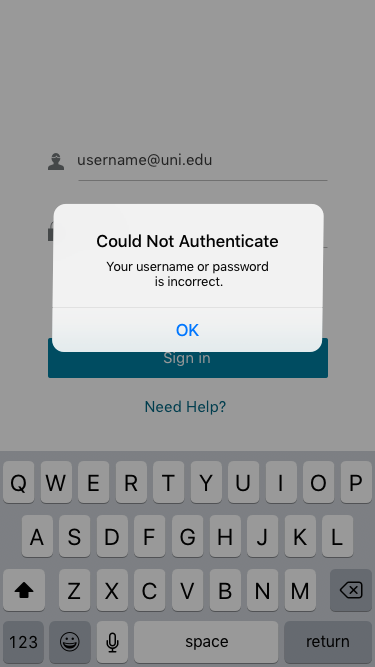 username@uni.edu
Could Not Authenticate
Your username or password
is incorrect.
OK
Sign in
Need Help?
Q W E R T Y U I O P
A S D F G H J K L
Z X C V B N M
123 space return